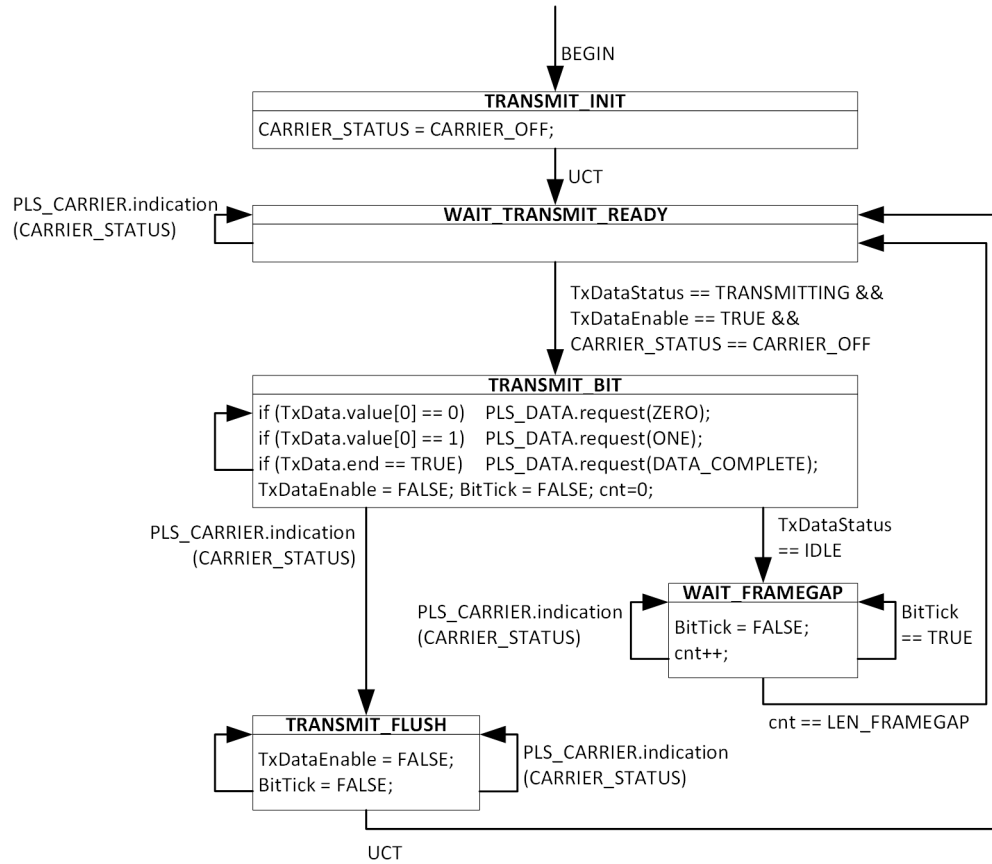 BEGIN
TRANSMIT_INIT
CARRIER_STATUS = CARRIER_OFF;
UCT
PLS_CARRIER.indication
(CARRIER_STATUS)
WAIT_TRANSMIT_READY
TxDataStatus == TRANSMITTING &&
TxDataEnable == TRUE &&
CARRIER_STATUS == CARRIER_OFF
TRANSMIT_BIT
if (TxData.value[0] == 0) PLS_DATA.request(ZERO);
if (TxData.value[0] == 1) PLS_DATA.request(ONE);
if (TxData.end == TRUE) PLS_DATA.request(DATA_COMPLETE);
TxDataEnable = FALSE; BitTick = FALSE; cnt=0;
PLS_CARRIER.indication
(CARRIER_STATUS)
TxDataStatus
== IDLE
WAIT_FRAMEGAP
PLS_CARRIER.indication
(CARRIER_STATUS)
BitTick = FALSE;
cnt++;
BitTick
== TRUE
cnt == LEN_FRAMEGAP
TRANSMIT_FLUSH
TxDataEnable = FALSE;
BitTick = FALSE;
PLS_CARRIER.indication
(CARRIER_STATUS)
UCT